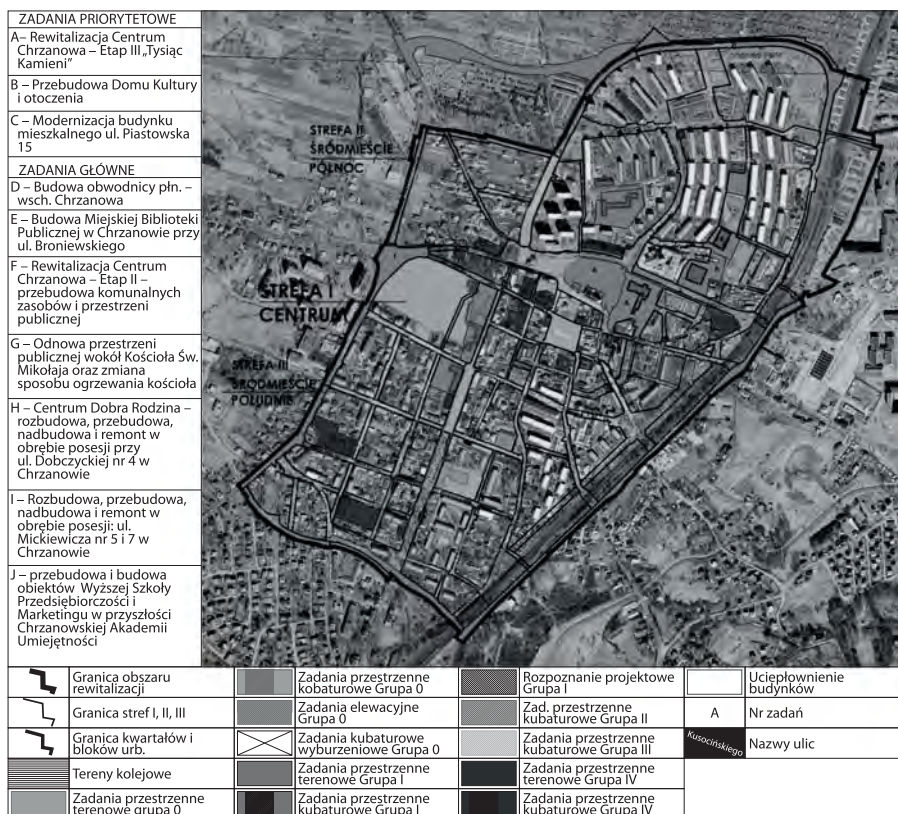 ZADANIA PRIORYTETOWE
A– Rewitalizacja Centrum
Chrzanowa – Etap III „Tysiąc
Kamieni"
B – Przebudowa Domu Kultury
i otoczenia
C – Modernizacja budynku
mieszkalnego ul. Piastowska
15
ZADANIA GŁÓWNE
D – Budowa obwodnicy płn. –
wsch. Chrzanowa
E – Budowa Miejskiej Biblioteki
Publicznej w Chrzanowie przy
ul. Broniewskiego
F – Rewitalizacja Centrum
Chrzanowa – Etap II –
przebudowa komunalnych
zasobów i przestrzeni
publicznej
G – Odnowa przestrzeni
publicznej wokół Kościoła Św.
Mikołaja oraz zmiana
sposobu ogrzewania kościoła
H – Centrum Dobra Rodzina –
rozbudowa, przebudowa,
nadbudowa i remont w
obrębie posesji przy
ul. Dobczyckiej nr 4 w
Chrzanowie
I – Rozbudowa, przebudowa,
nadbudowa i remont w
obrębie posesji: ul.
Mickiewicza nr 5 i 7 w
Chrzanowie
J – przebudowa i budowa
obiektów Wyższej Szkoły
Przedsiębiorczości i
Marketingu w przyszłości
Chrzanowskiej Akademii
Umiejętności
STREFA II
ŚRÓDMIEŚCIE
PÓŁNOC
STREFA I
CENTRUM
STREFA III
ŚRÓDMIEŚCIE
POŁUDNIE
Granica obszaru
rewitalizacji
Granica stref I, II, III
Granica kwartałów i
bloków urb.
Tereny kolejowe
Zadania przestrzenne
terenowe grupa 0
Zadania przestrzenne
kobaturowe Grupa 0
Zadania elewacyjne
Grupa 0
Zadania kubaturowe
wyburzeniowe Grupa 0
Zadania przestrzenne
terenowe Grupa I
Zadania przestrzenne
kubaturowe Grupa I
Rozpoznanie projektowe
Grupa I
Zad. przestrzenne
kubaturowe Grupa II
Zadania przestrzenne
kubaturowe Grupa III
Zadania przestrzenne
terenowe Grupa IV
Zadania przestrzenne
kubaturowe Grupa IV
Uciepłownienie
budynków
A
Nr zadań
Kusocińskiego
Nazwy ulic